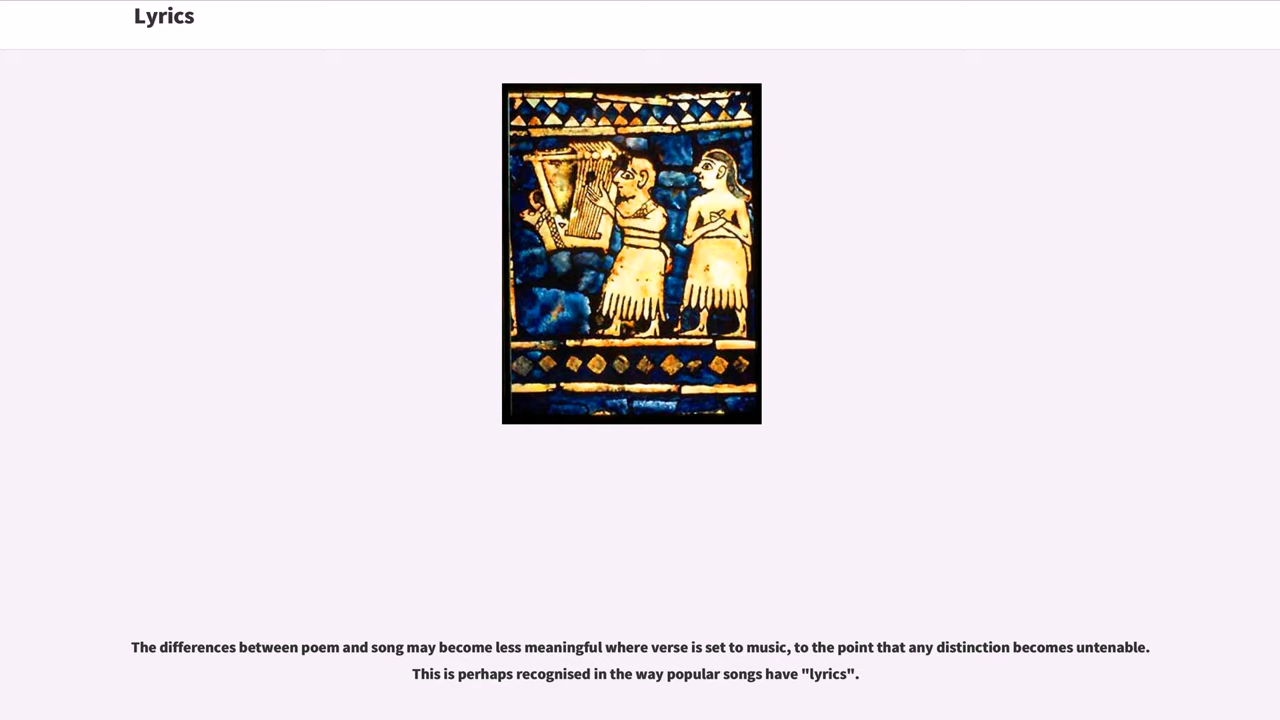 Lyrics
The differences between poem and song may become less meaningful where verse is set to music, to the point that any distinction becomes untenable.
This is perhaps recognised in the way popular songs have "lyrics".